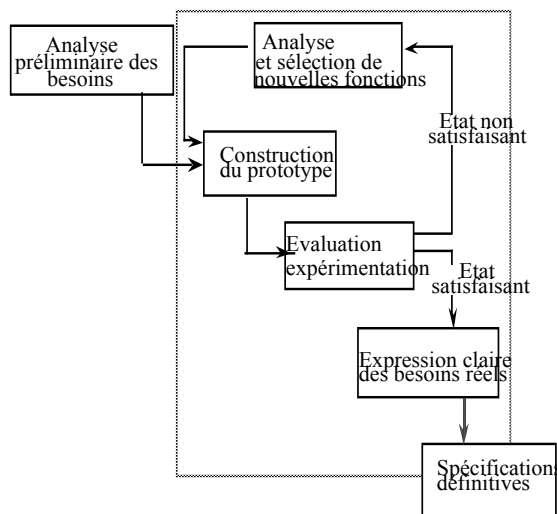 Analyse
préliminaire des
besoins
Analyse
et sélection de
nouvelles fonctions
Etat non
satisfaisant
Construction
du prototype
Evaluation
expérimentation
Etat
satisfaisant
Expression claire
des besoins réels
Spécifications
définitives